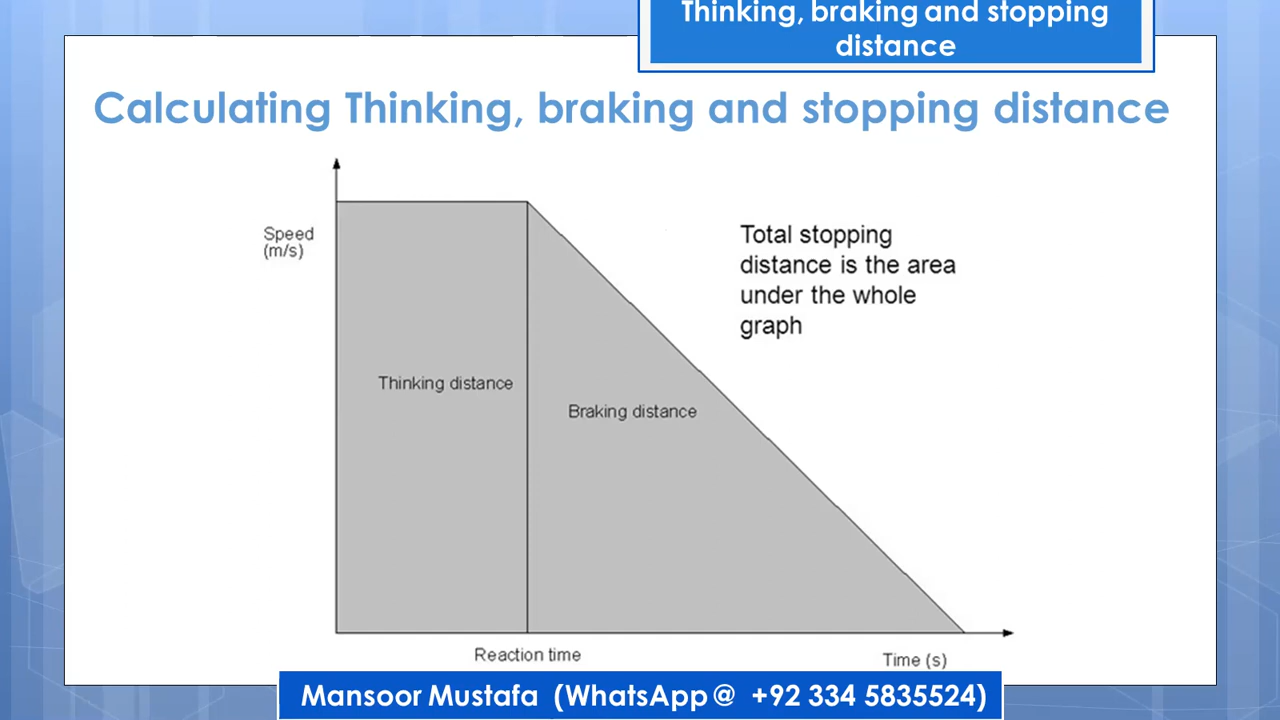 Thinking, braking and stopping
distance
Calculating Thinking, braking and stopping distance
Speed
(m/s)
Total stopping
distance is the area
under the whole
graph
Thinking distance
Braking distance
Reaction time
Time (s)
Mansoor Mustafa (WhatsApp@ +92 334 5835524)